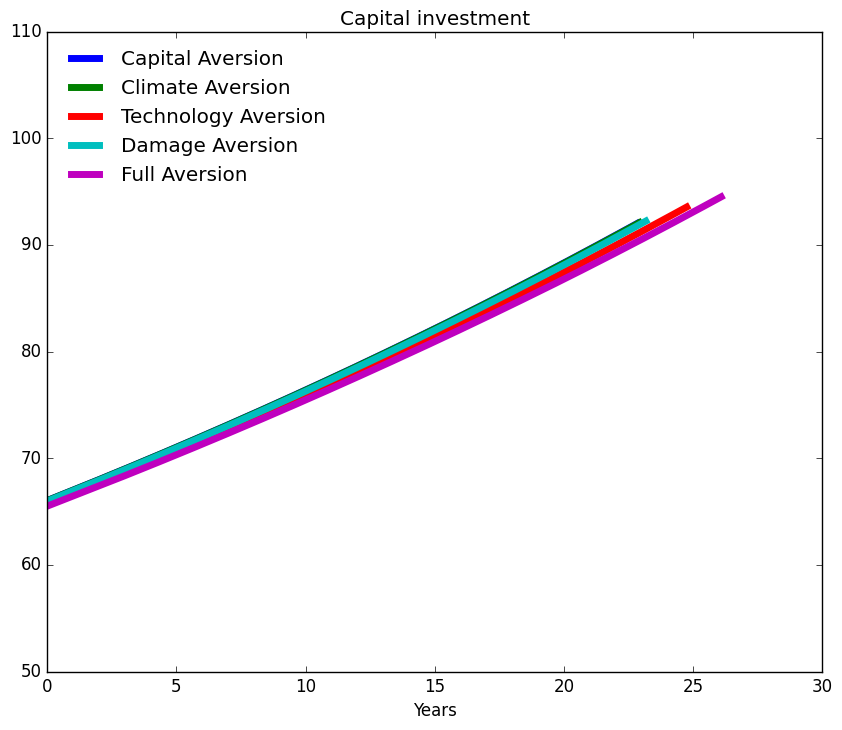 Capital investment
110
100
90
80
70
60
50
Capital Aversion
Climate Aversion
Technology Aversion
Damage Aversion
Full Aversion
0 5 10 15 20 25 30
Years